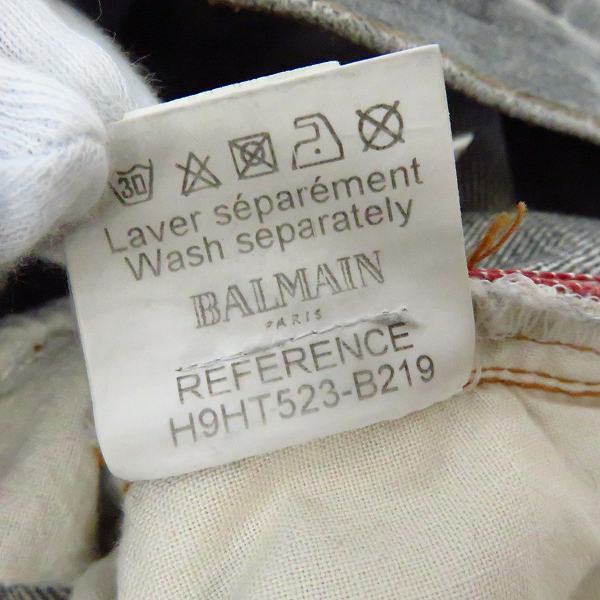 30
Laver séparément
Wash separately
BALMAIN
PARIS
REFERENCE
H9HT523-B219